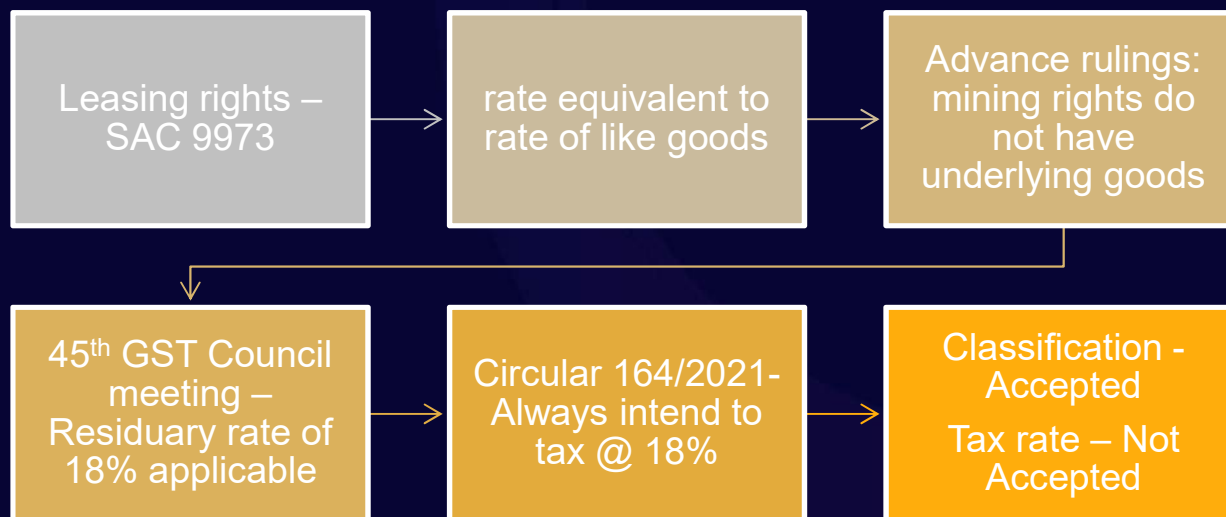 Leasing rights –
SAC 9973
rate equivalent to
rate of like goods
Advance rulings:
mining rights do
not have
underlying goods
45th GST Council
meeting –
Residuary rate of
18% applicable
Circular 164/2021-
Always intend to
tax @ 18%
Classification -
Accepted
Tax rate – Not
Accepted